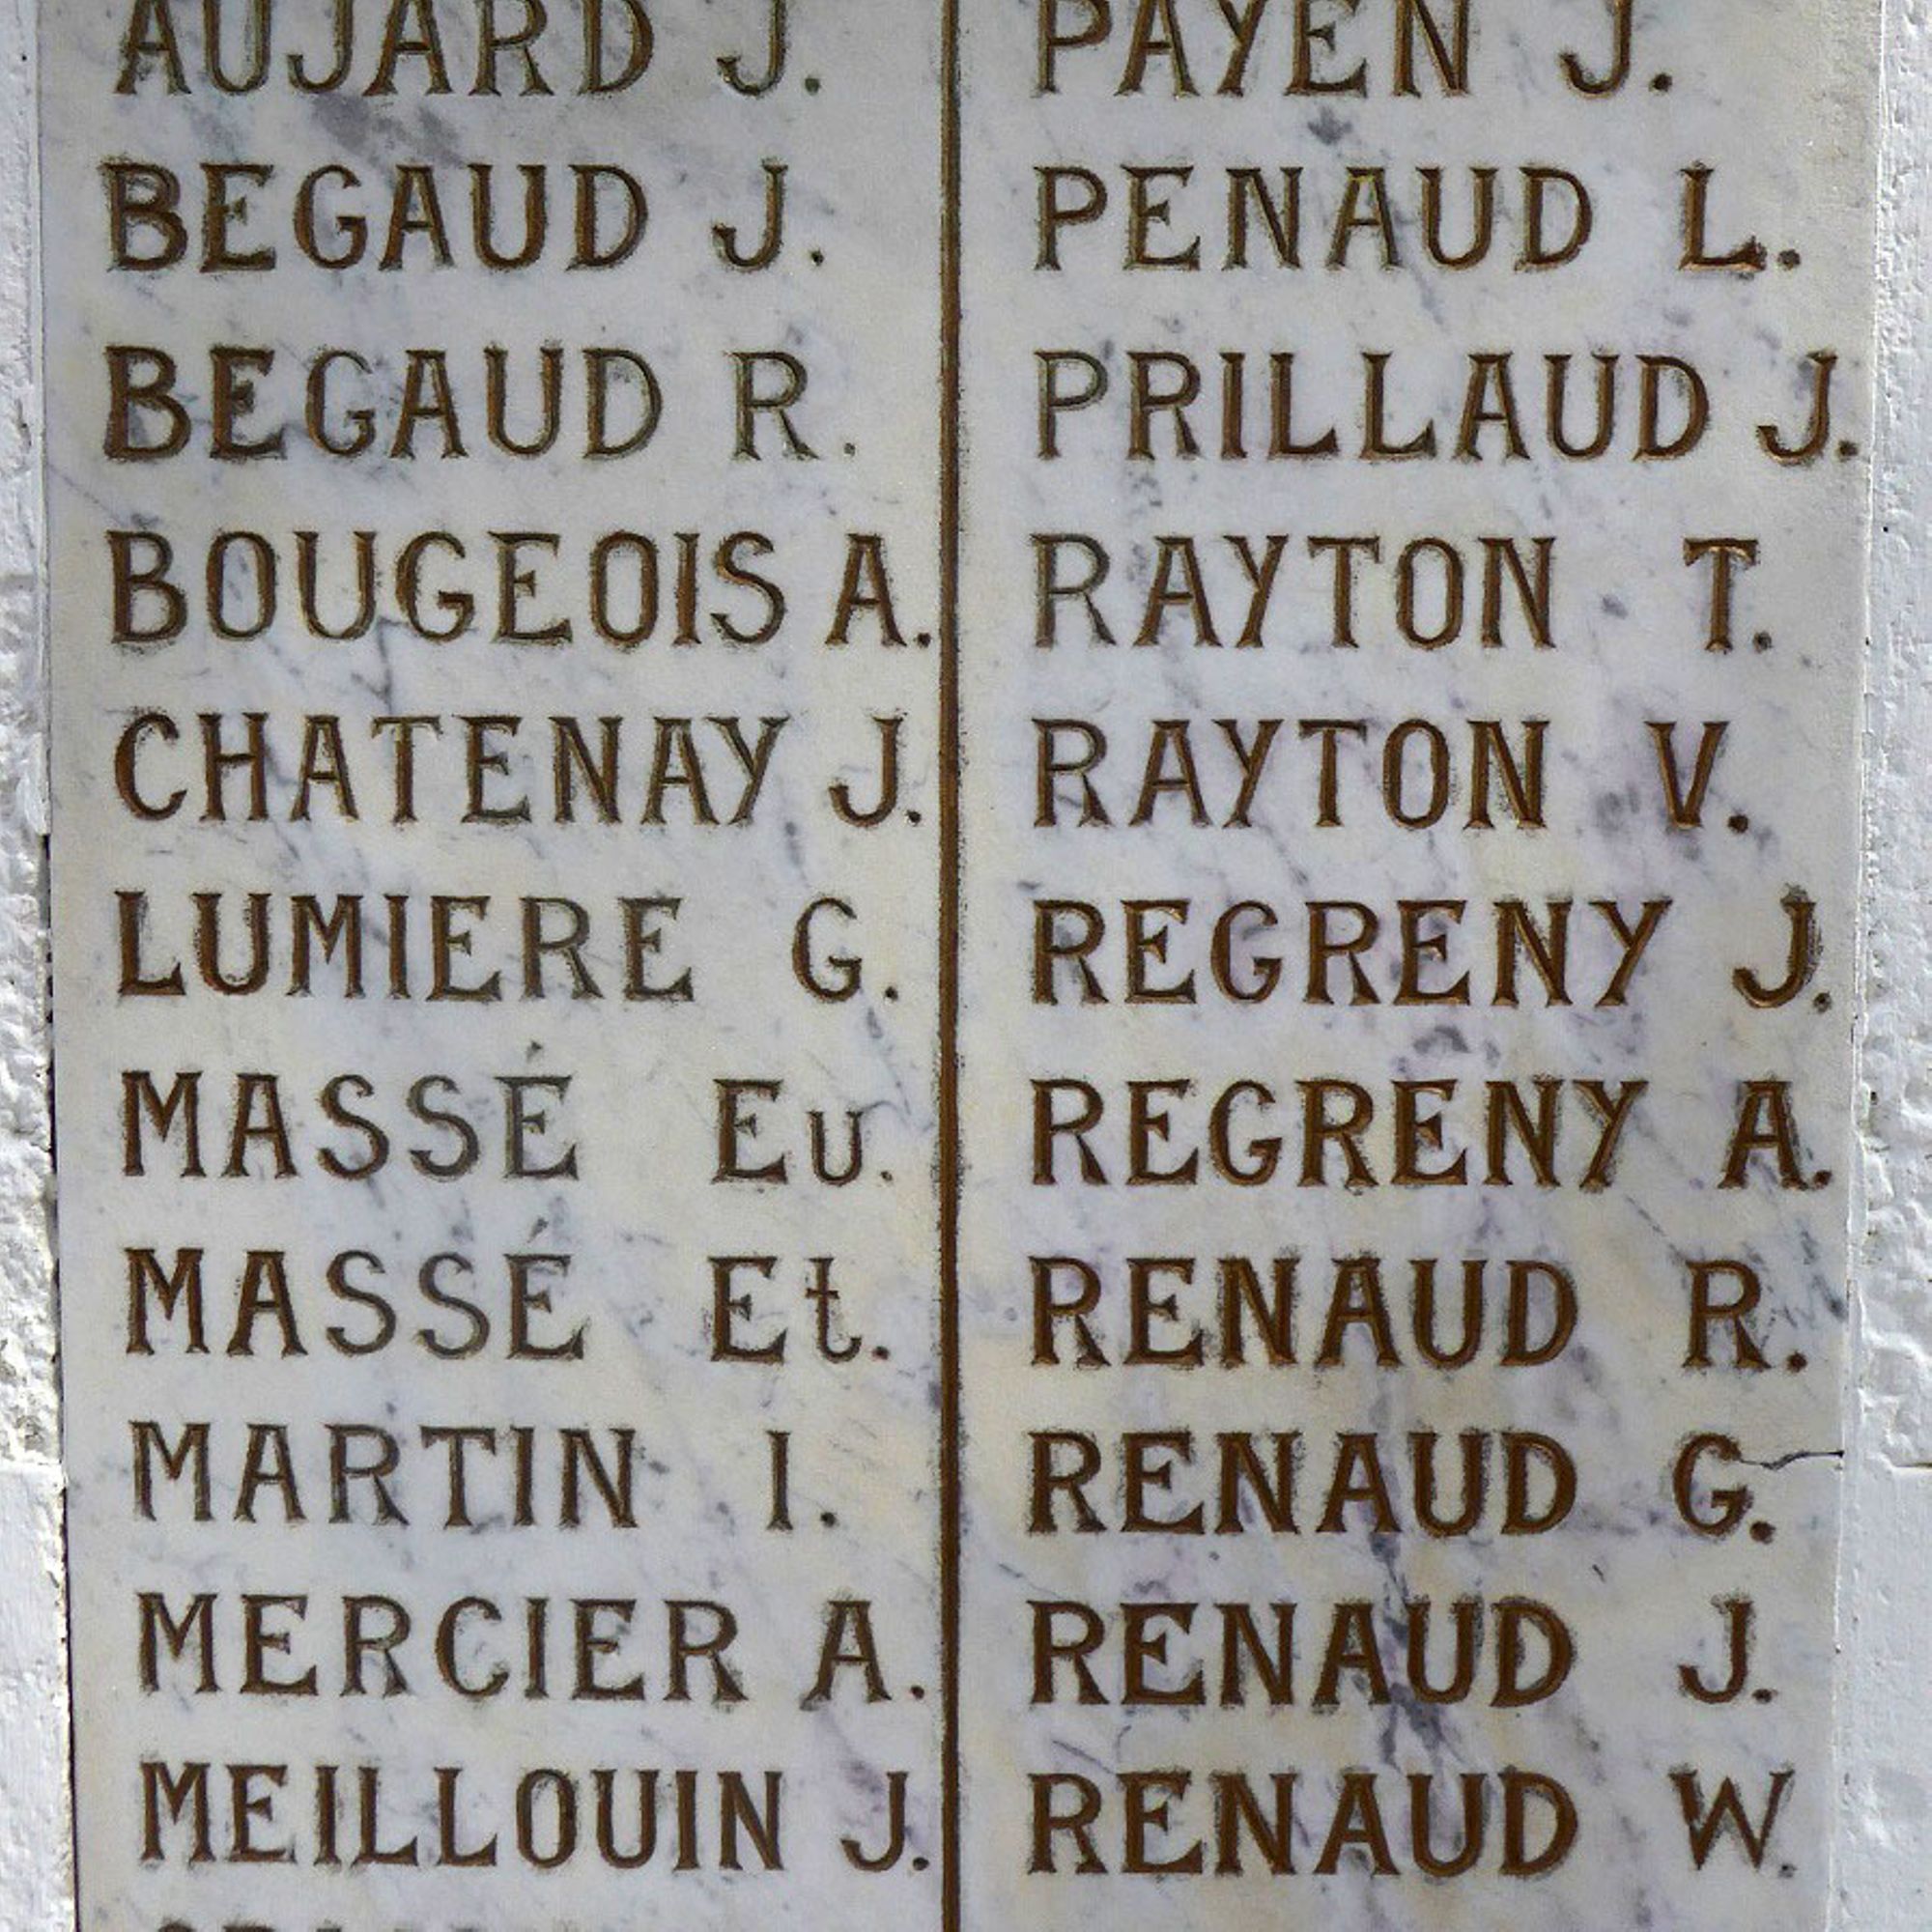 AUJARD J.
BEGAUD J.
BEGAUD R.
BOUGEOIS A.
CHATENAY J.
LUMIERE G.
MASSÉ Eu.
MASSÉ Et.
MARTIN I.
MERCIER A.
MEILLOUIN J.
PAYEN J.
PENAUD L.
PRILLAUD J.
RAYTON T.
RAYTON V.
REGRENY J.
REGRENY A.
RENAUD R.
RENAUD G.
RENAUD J.
RENAUD W.